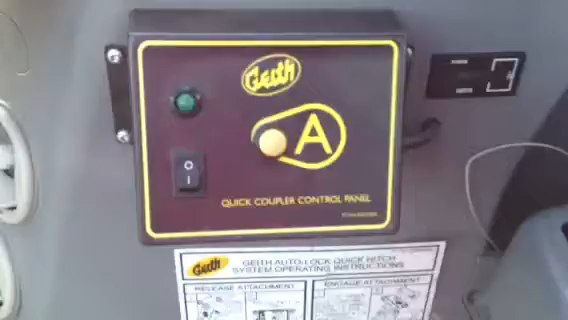 Geith
A
O
I
QUICK COUPLER CONTROL PANEL
Geith
GEITH AUTO-LOCK QUICK HITCH
SYSTEM OPERATING INSTRUCTIONS
RELEASE ATTACHMENT
ENGAGE ATTACHMENT